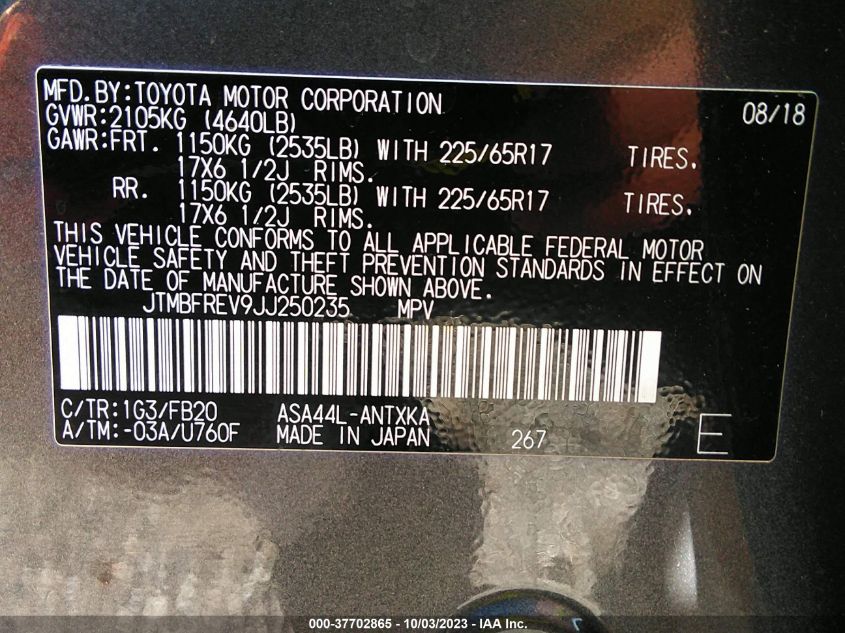 MFD.BY:TOYOTA MOTOR CORPORATION 08/18
GVWR:2105KG (4640LB)
GAWR:FRT. 1150KG (2535LB) WITH 225/65R17 TIRES.
17X6 1/2J RIMS.
RR. 1150KG (2535LB) WITH 225/65R17 TIRES.
17X6 1/2J RIMS.
THIS VEHICLE CONFORMS TO ALL APPLICABLE FEDERAL MOTOR
VEHICLE SAFETY AND THEFT PREVENTION STANDARDS IN EFFECT ON
THE DATE OF MANUFACTURE SHOWN ABOVE.
JTMBFREV9JJ250235 MPV
C/TR:1G3/FB20 ASA44L-ANTXKA
A/TM:-03A/U760F MADE IN JAPAN 267 E
000-37702865 - 10/03/2023 - IAA Inc.